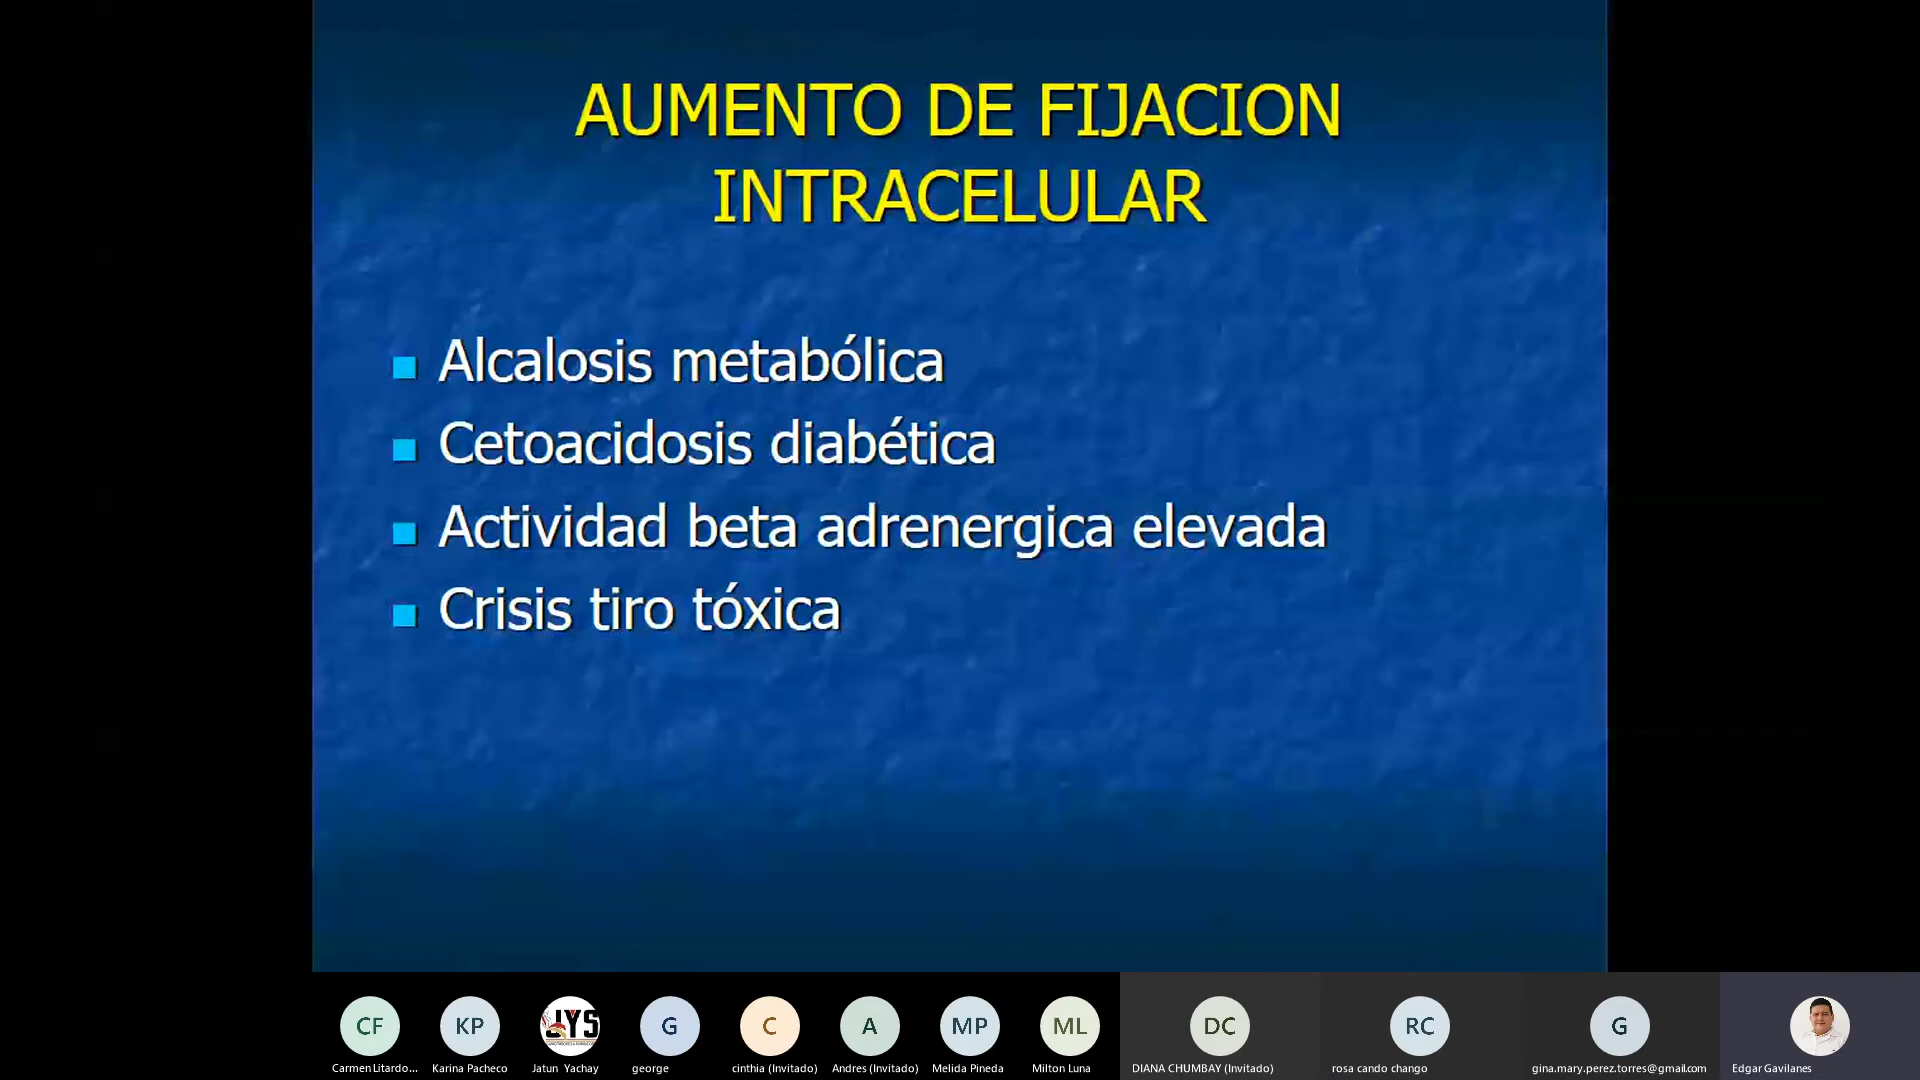 AUMENTO DE FIJACION
INTRACELULAR
Alcalosis metabólica
Cetoacidosis diabética
Actividad beta adrenergica elevada
Crisis tiro tóxica
CF
KP
JYS
G
C
A
MP
ML
DC
RC
G
Carmen Litardo...
Karina Pacheco
Jatun Yachay
george
cinthia (Invitado)
Andres (Invitado)
Melida Pineda
Milton Luna
DIANA CHUMBAY (Invitado)
rosa cando chango
gina.mary.perez.torres@gmail.com
Edgar Gavilanes